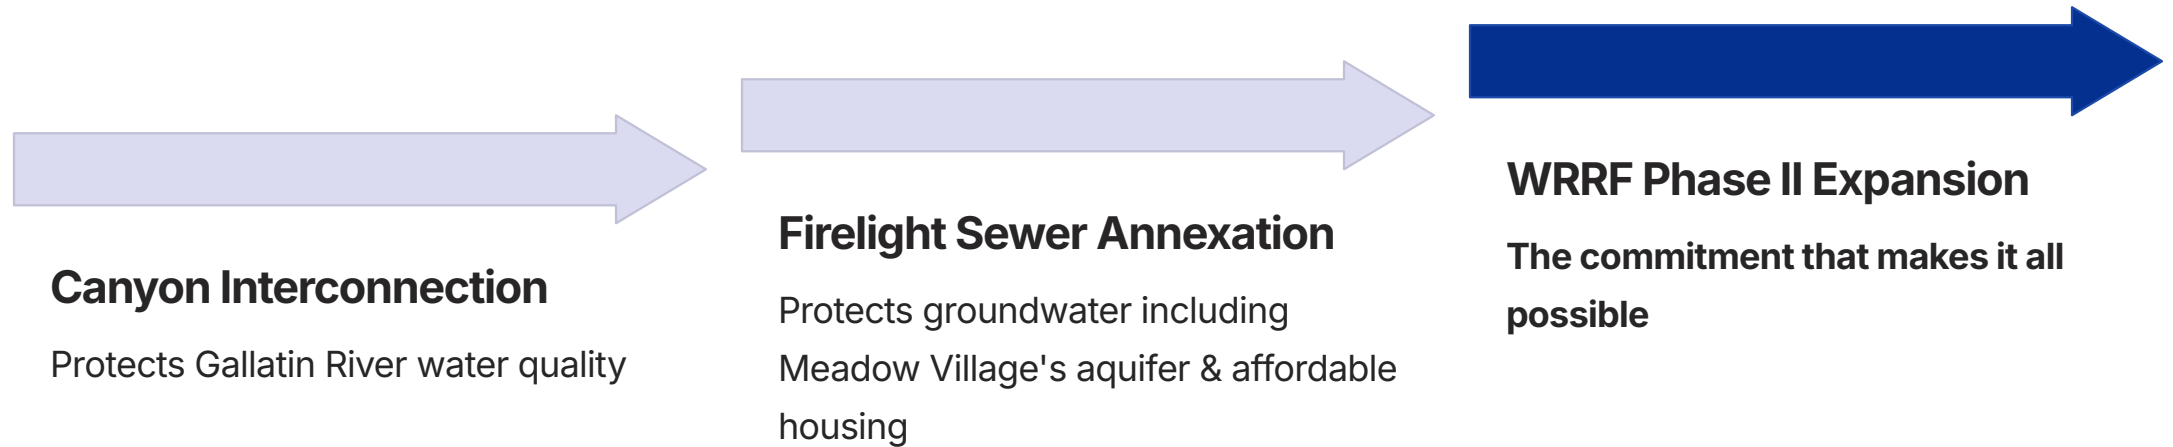 Canyon Interconnection
Protects Gallatin River water quality
Firelight Sewer Annexation
Protects groundwater including
Meadow Village's aquifer & affordable
housing
WRRF Phase II Expansion
The commitment that makes it all
possible